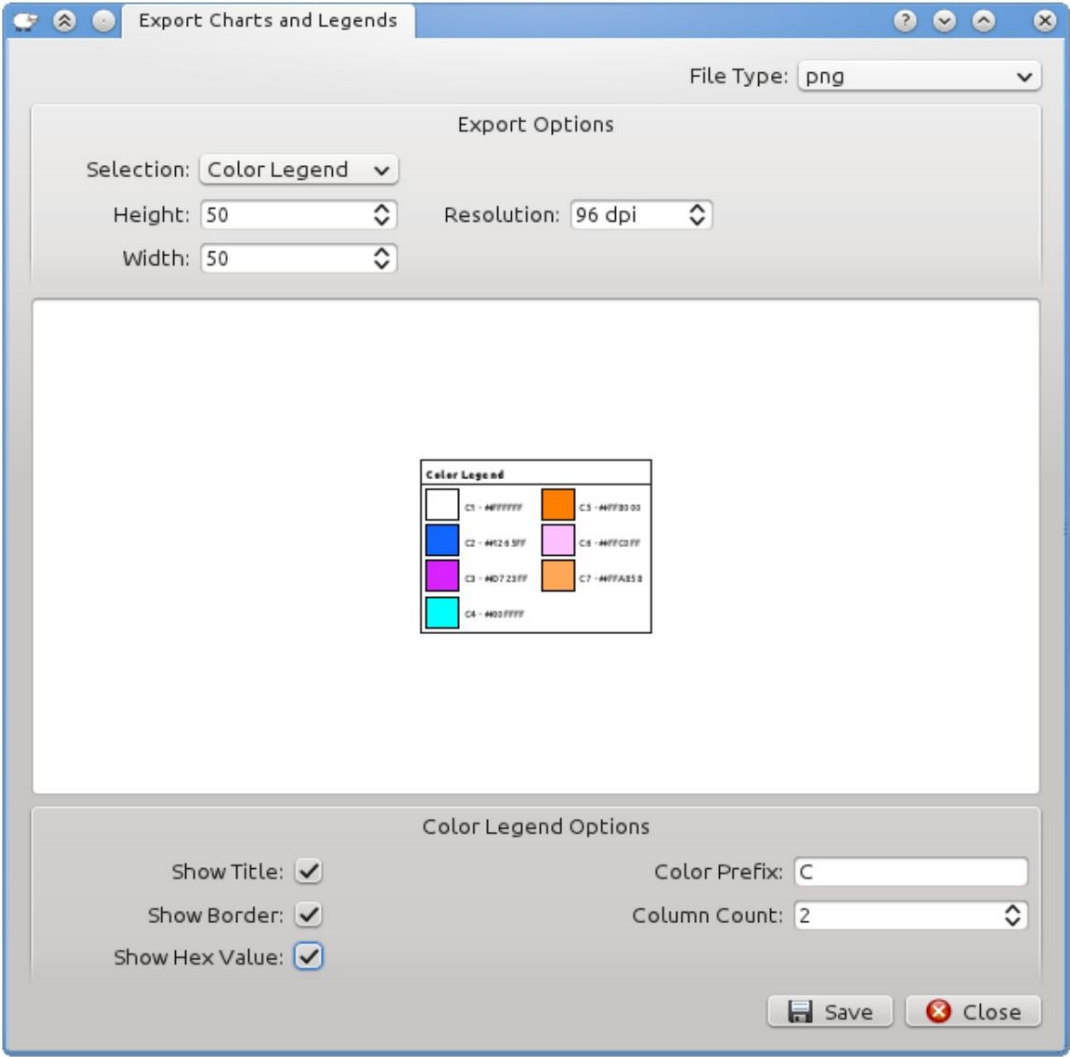 Export Charts and Legends
File Type: png
Export Options
Selection: Color Legend
Height: 50 Resolution: 96 dpi
Width: 50
Color Legend
C1 - #FFFFFF C5 - #FF8000
C2 - #1265FF C6 - #FFC0FF
C3 - #D723FF C7 - #FFA858
C4 - #00FFFF
Color Legend Options
Show Title: Color Prefix: C
Show Border: Column Count: 2
Show Hex Value:
Save Close